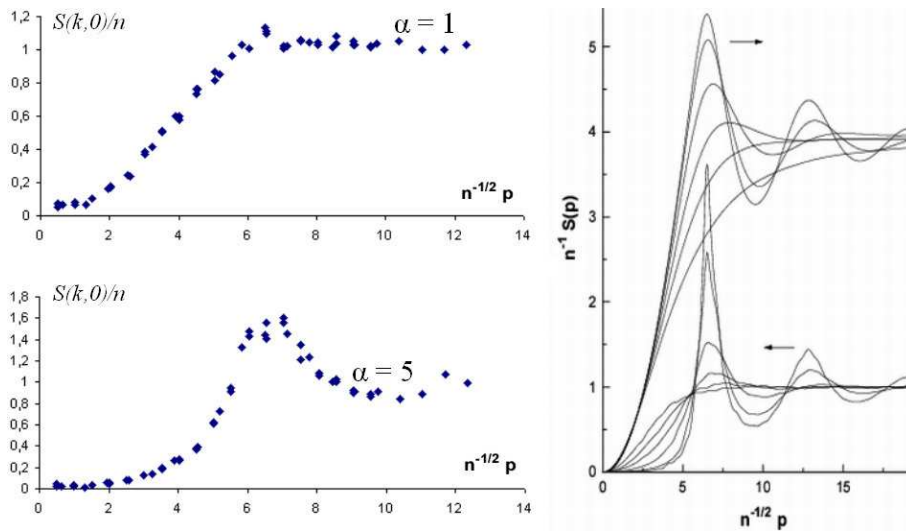 S(k,0)/n
α = 1
1,2
1
0,8
0,6
0,4
0,2
0
0 2 4 6 8 10 12 14
n⁻¹/² p
S(k,0)/n
α = 5
1,8
1,6
1,4
1,2
1
0,8
0,6
0,4
0,2
0
0 2 4 6 8 10 12 14
n⁻¹/² p
n⁻¹ S(p)
5
4
3
2
1
0
0 5 10 15
n⁻¹/² p